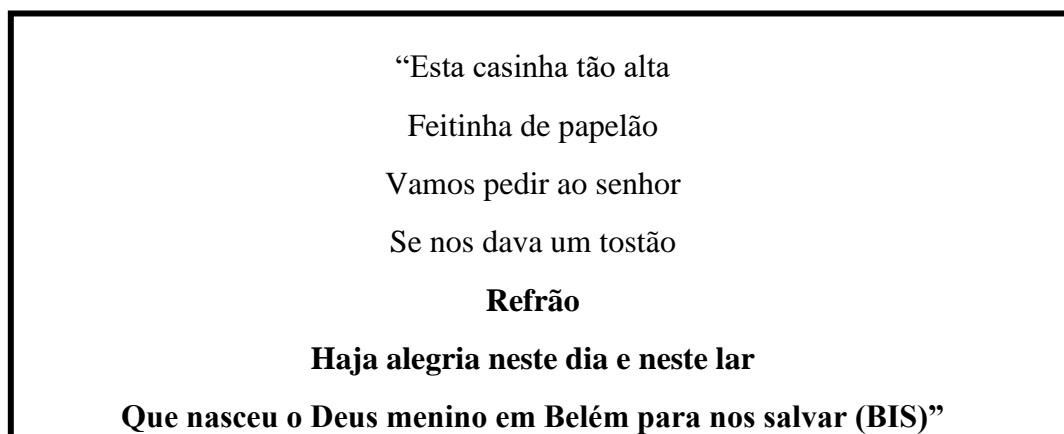 “Esta casinha tão alta
Feitinha de papelão
Vamos pedir ao senhor
Se nos dava um tostão
Refrão
Haja alegria neste dia e neste lar
Que nasceu o Deus menino em Belém para nos salvar (BIS)”